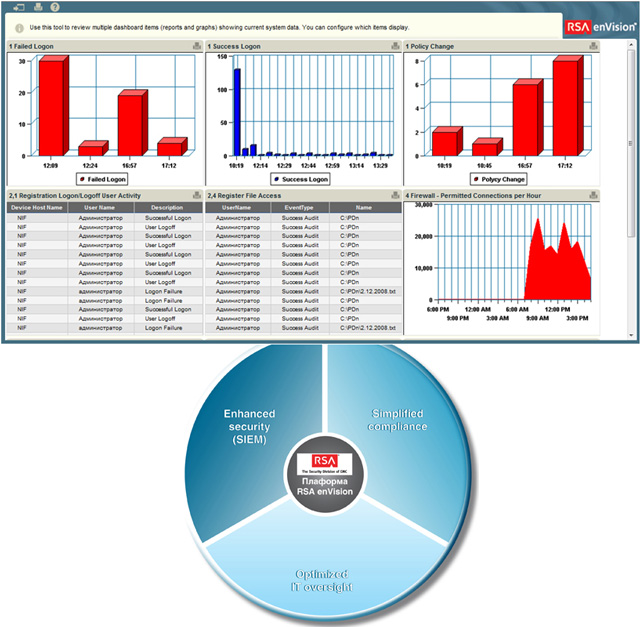 Use this tool to review multiple dashboard items (reports and graphs) showing current system data. You can configure which items display.
RSA enVision
1 Failed Logon
30
20
10
0
12:09 12:24 16:57 17:12
Failed Logon
1 Success Logon
150
100
50
0
10:19 12:14 12:29 12:44 12:59 13:14 13:29
Success Logon
1 Policy Change
8
6
4
2
0
10:19 10:45 16:57 17:12
Polycy Change
2,1 Registration Logon/Logoff User Activity
Device Host Name User Name Description
NIF Администратор Successful Logon
NIF Администратор User Logoff
NIF Администратор Successful Logon
NIF Администратор Successful Logon
NIF Администратор User Logoff
NIF Администратор User Logoff
NIF Администратор Successful Logon
NIF Администратор User Logoff
NIF администратор Logon Failure
NIF администратор Logon Failure
NIF Администратор Successful Logon
NIF Администратор User Logoff
NIF администратор Logon Failure
2,4 Register File Access
UserName EventType Name
Администратор Success Audit C:\PDn
Администратор Success Audit C:\PDn
Администратор Success Audit C:\PDn
Администратор Success Audit C:\PDn
Администратор Success Audit C:\PDn
Администратор Success Audit C:\PDn
Администратор Success Audit C:\PDn
Администратор Success Audit C:\PDn
Администратор Success Audit C:\PDn\2.12.2008.txt
Администратор Success Audit C:\PDn
Администратор Success Audit C:\PDn
Администратор Success Audit C:\PDn
Администратор Success Audit C:\PDn\2.12.2008.txt
4 Firewall - Permitted Connections per Hour
30,000
20,000
10,000
0
6:00 PM 12:00 AM 6:00 AM 12:00 PM
9:00 PM 3:00 AM 9:00 AM 3:00 PM
Enhanced
security
(SIEM)
Simplified
compliance
RSA
The Security Division of EMC
Плаформа
RSA enVision
Optimized
IT oversight